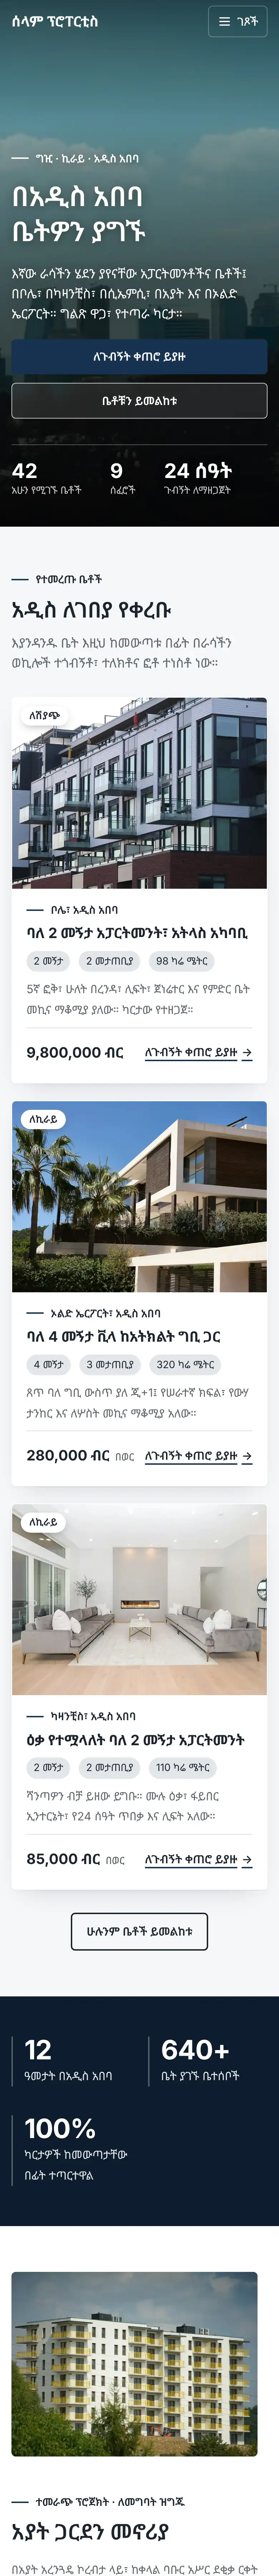 ሰላም ፕሮፐርቲስ
ገጾች
ግዢ · ኪራይ · አዲስ አበባ
በአዲስ አበባ
ቤትዎን ያግኙ
እኛው ራሳችን ሄደን ያየናቸው አፓርትመንቶችና ቤቶች፤
በቦሌ፣ በካዛንቺስ፣ በሲኤምሲ፣ በአያት እና በኦልድ
ኤርፖርት። ግልጽ ዋጋ፣ የተጣራ ካርታ።
ለጉብኝት ቀጠሮ ይያዙ
ቤቶቹን ይመልከቱ
42
አሁን የሚገኙ ቤቶች
9
ሰፈሮች
24 ሰዓት
ጉብኝት ለማዘጋጀት
የተመረጡ ቤቶች
አዲስ ለገበያ የቀረቡ
እያንዳንዱ ቤት እዚህ ከመውጣቱ በፊት በራሳችን
ወኪሎች ተጎብኝቶ፣ ተለክቶና ፎቶ ተነስቶ ነው።
ለሽያጭ
ቦሌ፣ አዲስ አበባ
ባለ 2 መኝታ አፓርትመንት፣ አትላስ አካባቢ
2 መኝታ
2 መታጠቢያ
98 ካሬ ሜትር
5ኛ ፎቅ፣ ሁለት በረንዳ፣ ሊፍት፣ ጀነሬተር እና የምድር ቤት
መኪና ማቆሚያ ያለው። ካርታው የተዘጋጀ።
9,800,000 ብር
ለጉብኝት ቀጠሮ ይያዙ →
ለኪራይ
ኦልድ ኤርፖርት፣ አዲስ አበባ
ባለ 4 መኝታ ቪላ ከአትክልት ግቢ ጋር
4 መኝታ
3 መታጠቢያ
320 ካሬ ሜትር
ጸጥ ባለ ግቢ ውስጥ ያለ ጂ+1፤ የሠራተኛ ክፍል፣ የውሃ
ታንከር እና ለሦስት መኪና ማቆሚያ አለው።
280,000 ብር በወር
ለጉብኝት ቀጠሮ ይያዙ →
ለኪራይ
ካዛንቺስ፣ አዲስ አበባ
ዕቃ የተሟላለት ባለ 2 መኝታ አፓርትመንት
2 መኝታ
2 መታጠቢያ
110 ካሬ ሜትር
ሻንጣዎን ብቻ ይዘው ይግቡ። ሙሉ ዕቃ፣ ፋይበር
ኢንተርኔት፣ የ24 ሰዓት ጥበቃ እና ሊፍት አለው።
85,000 ብር በወር
ለጉብኝት ቀጠሮ ይያዙ →
ሁሉንም ቤቶች ይመልከቱ
12
ዓመታት በአዲስ አበባ
640+
ቤት ያገኙ ቤተሰቦች
100%
ካርታዎች ከመውጣታቸው
በፊት ተጣርተዋል
ተመራጭ ፕሮጀክት · ለመግባት ዝግጁ
አያት ጋርደን መኖሪያ
በአያት አረንጓዴ ኮረብታ ላይ፣ ከቀላል ባቡር አሥር ደቂቃ ርቀት